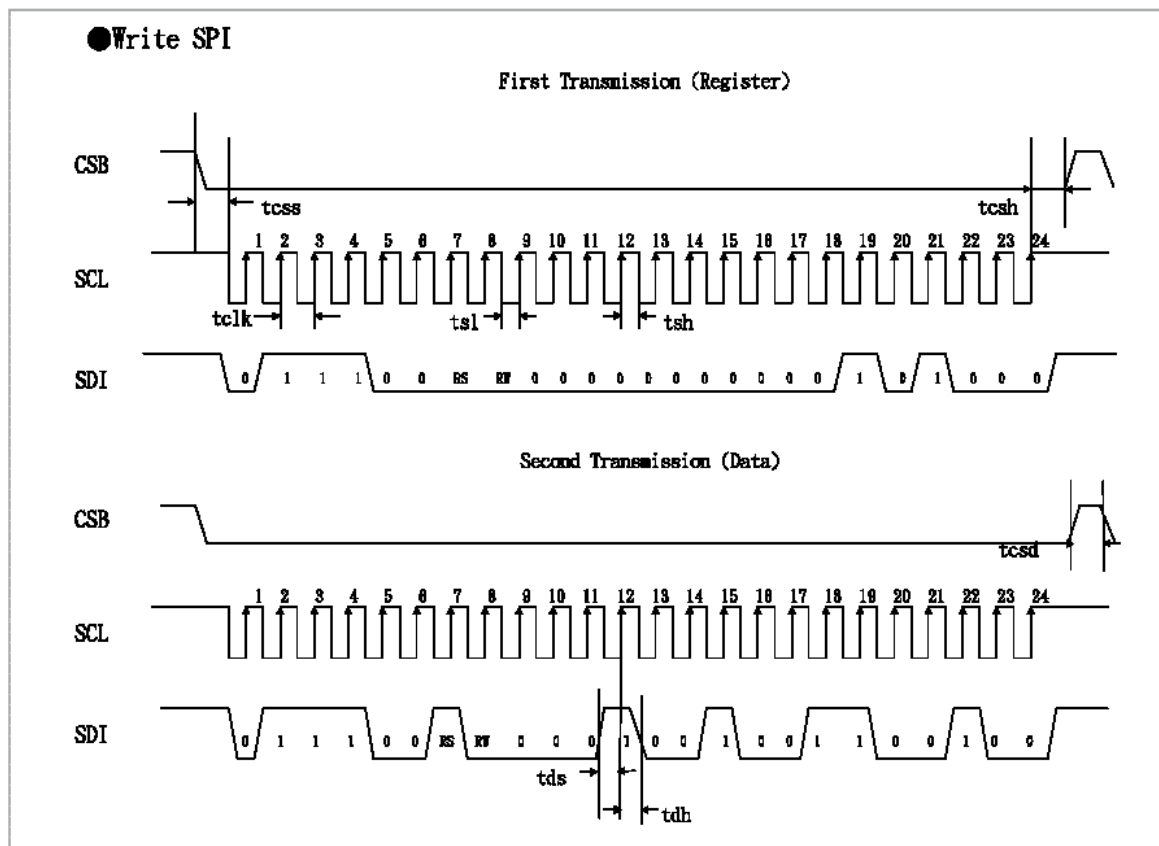 ●Write SPI
First Transmission (Register)
CSB
tcss
tcsh
1 2 3 4 5 6 7 8 9 10 11 12 13 14 15 16 17 18 19 20 21 22 23 24
SCL
tclk
tsl
tsh
SDI
0 1 1 1 0 0 RS RW 0 0 0 0 0 0 0 0 0 0 1 0 1 0 0 0
Second Transmission (Data)
CSB
tcsd
1 2 3 4 5 6 7 8 9 10 11 12 13 14 15 16 17 18 19 20 21 22 23 24
SCL
SDI
0 1 1 1 0 0 RS RW 0 0 0 1 0 0 1 0 0 1 1 0 0 1 0 0
tds
tdh